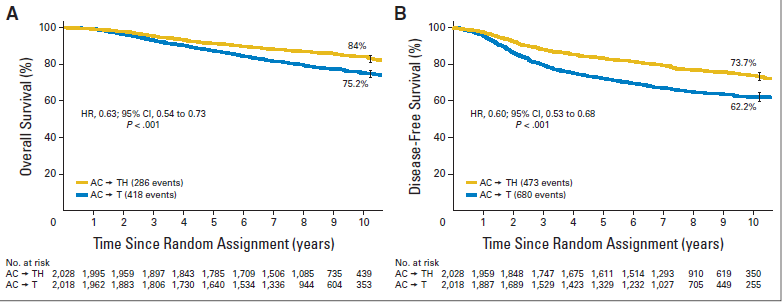 A
Overall Survival (%)
100
80
60
40
20
0
84%
75.2%
HR, 0.63; 95% CI, 0.54 to 0.73
P < .001
AC → TH (286 events)
AC → T (418 events)
1 2 3 4 5 6 7 8 9 10
Time Since Random Assignment (years)
No. at risk
AC → TH 2,028 1,995 1,959 1,897 1,843 1,785 1,709 1,506 1,085 735 439
AC → T 2,018 1,962 1,883 1,806 1,730 1,640 1,534 1,336 944 604 353
B
Disease-Free Survival (%)
100
80
60
40
20
0
73.7%
62.2%
HR, 0.60; 95% CI, 0.53 to 0.68
P < .001
AC → TH (473 events)
AC → T (680 events)
1 2 3 4 5 6 7 8 9 10
Time Since Random Assignment (years)
No. at risk
AC → TH 2,028 1,959 1,848 1,747 1,675 1,611 1,514 1,293 910 619 350
AC → T 2,018 1,887 1,689 1,529 1,423 1,329 1,232 1,027 705 449 255